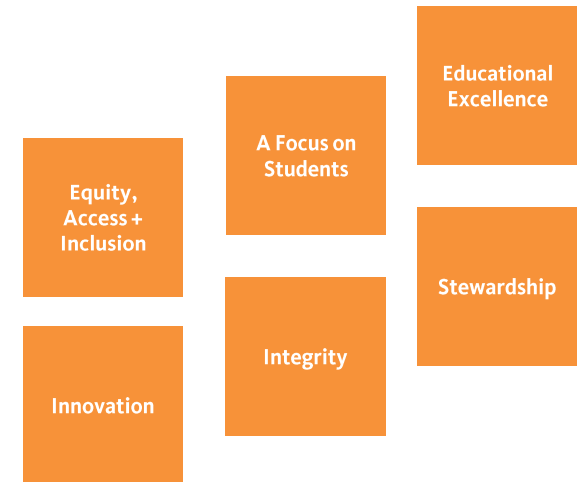 Equity,
Access +
Inclusion
Innovation
A Focus on
Students
Integrity
Educational
Excellence
Stewardship